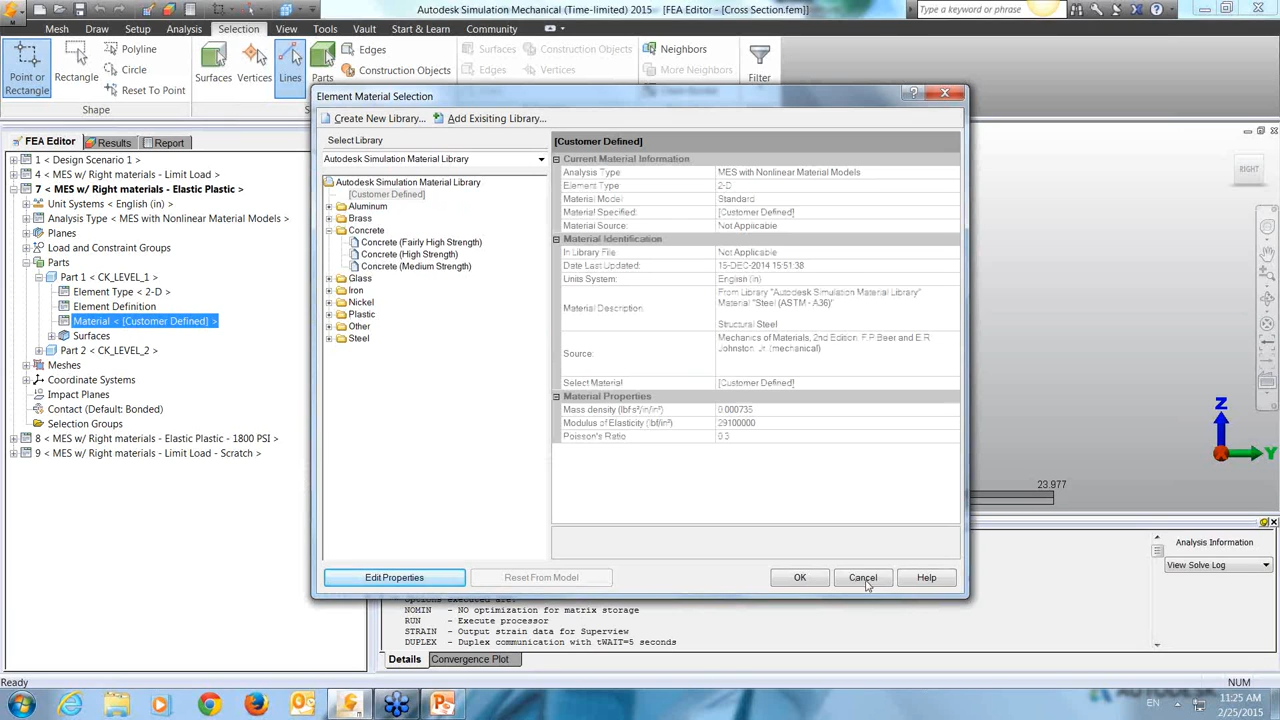 Autodesk Simulation Mechanical (Time-limited) 2015 - [FEA Editor - [Cross Section.fem]]
Type a keyword or phrase
Mesh Draw Setup Analysis Selection View Tools Vault Start & Learn Community
Point or Rectangle
Rectangle
Polyline
Circle
Reset To Point
Shape
Surfaces
Vertices
Lines
Parts
Edges
Construction Objects
Surfaces
Edges
Construction Objects
Vertices
Neighbors
More Neighbors
Filter
FEA Editor Results Report
1 < Design Scenario 1 >
4 < MES w/ Right materials - Limit Load >
7 < MES w/ Right materials - Elastic Plastic >
Unit Systems < English (in) >
Analysis Type < MES with Nonlinear Material Models >
Planes
Load and Constraint Groups
Parts
Part 1 < CK_LEVEL_1 >
Element Type < 2-D >
Element Definition
Material < [Customer Defined] >
Surfaces
Part 2 < CK_LEVEL_2 >
Meshes
Coordinate Systems
Impact Planes
Contact (Default: Bonded)
Selection Groups
8 < MES w/ Right materials - Elastic Plastic - 1800 PSI >
9 < MES w/ Right materials - Limit Load - Scratch >
Element Material Selection
Create New Library...
Add Exisiting Library...
Select Library
Autodesk Simulation Material Library
Autodesk Simulation Material Library
[Customer Defined]
Aluminum
Brass
Concrete
Concrete (Fairly High Strength)
Concrete (High Strength)
Concrete (Medium Strength)
Glass
Iron
Nickel
Plastic
Other
Steel
[Customer Defined]
Current Material Information
Analysis Type MES with Nonlinear Material Models
Element Type 2-D
Material Model Standard
Material Specified: [Customer Defined]
Material Source: Not Applicable
Material Identification
In Library File: Not Applicable
Date Last Updated: 15-DEC-2014 15:51:38
Units System: English (in)
Material Description:
From Library "Autodesk Simulation Material Library"
Material "Steel (ASTM - A36)"
Structural Steel
Source:
Mechanics of Materials, 2nd Edition, F.P.Beer and E.R.
Johnston, Jr. (mechanical)
Select Material [Customer Defined]
Material Properties
Mass density (lbf·s²/in/in³) 0.000735
Modulus of Elasticity (lbf/in²) 29100000
Poisson's Ratio 0.3
Edit Properties
Reset From Model
OK
Cancel
Help
RIGHT
Z
Y
23.977
Analysis Information
View Solve Log
Options executed are:
NOMIN - NO optimization for matrix storage
RUN - Execute processor
STRAIN - Output strain data for Superview
DUPLEX - Duplex communication with tWAIT=5 seconds
Details Convergence Plot
Ready
NUM
EN
11:25 AM
2/25/2015